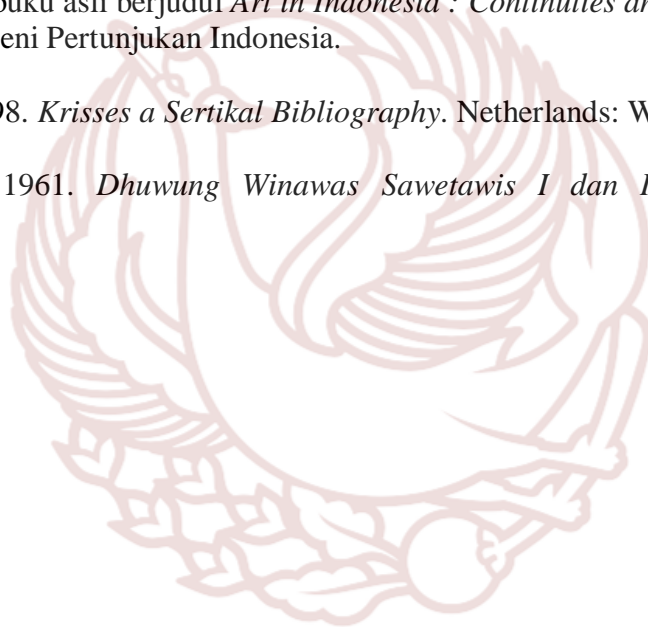 buku asli berjudul Art in Indonesia : Continuites
eni Pertunjukan Indonesia.
98. Krisses a Sertikal Bibliography. Netherlands: W
1961. Dhuwung Winawas Sawetawis I dan